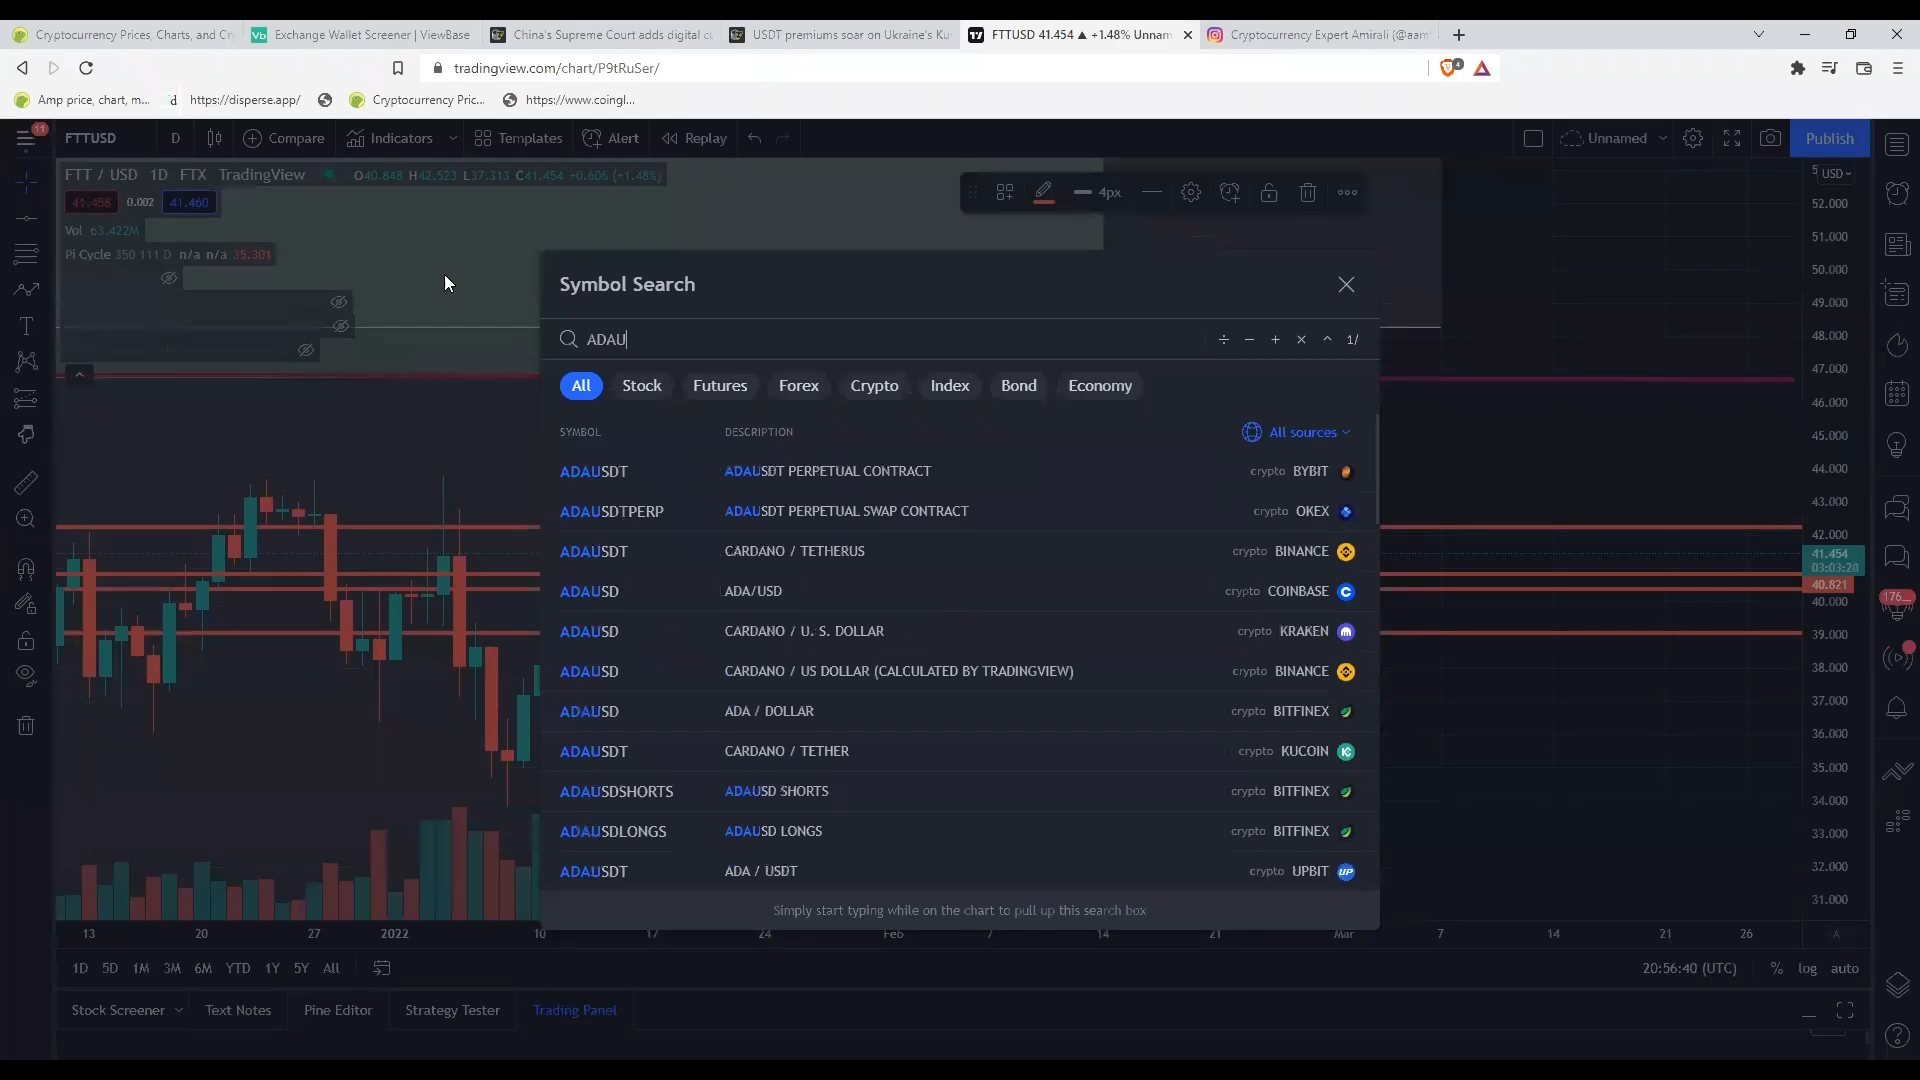 Cryptocurrency Prices, Charts, and Cr
Exchange Wallet Screener | ViewBase
China's Supreme Court adds digital cu
USDT premiums soar on Ukraine's Ku
FTTUSD 41.454 ▲ +1.48% Unnam
Cryptocurrency Expert Amirali (@aam
tradingview.com/chart/P9tRuSer/
4
Amp price, chart, m...
d https://disperse.app/
Cryptocurrency Pric...
https://www.coingl...
11
FTTUSD D Compare Indicators Templates Alert Replay Unnamed Publish
FTT / USD 1D FTX TradingView O40.848 H42.523 L37.313 C41.454 +0.606 (+1.48%)
41.458 0.002 41.460
4px
USD
Vol 63.422M
Pi Cycle 350 111 D n/a n/a 35.301
Symbol Search
ADAU
÷ − + × ^ 1/
All Stock Futures Forex Crypto Index Bond Economy
SYMBOL DESCRIPTION All sources
ADAUSDT ADAUSDT PERPETUAL CONTRACT crypto BYBIT
ADAUSDTPERP ADAUSDT PERPETUAL SWAP CONTRACT crypto OKEX
ADAUSDT CARDANO / TETHERUS crypto BINANCE
ADAUSD ADA/USD crypto COINBASE
ADAUSD CARDANO / U. S. DOLLAR crypto KRAKEN
ADAUSD CARDANO / US DOLLAR (CALCULATED BY TRADINGVIEW) crypto BINANCE
ADAUSD ADA / DOLLAR crypto BITFINEX
ADAUSDT CARDANO / TETHER crypto KUCOIN
ADAUSDSHORTS ADAUSD SHORTS crypto BITFINEX
ADAUSDLONGS ADAUSD LONGS crypto BITFINEX
ADAUSDT ADA / USDT crypto UPBIT UP
Simply start typing while on the chart to pull up this search box
52.000
51.000
50.000
49.000
48.000
47.000
46.000
45.000
44.000
43.000
42.000
41.454
03:03:20
40.821
40.000
39.000
38.000
37.000
36.000
35.000
34.000
33.000
32.000
31.000
176...
13 20 27 2022 10 17 24 Feb 7 14 21 Mar 7 14 21 26 A
1D 5D 1M 3M 6M YTD 1Y 5Y All 20:56:40 (UTC) % log auto
Stock Screener Text Notes Pine Editor Strategy Tester Trading Panel